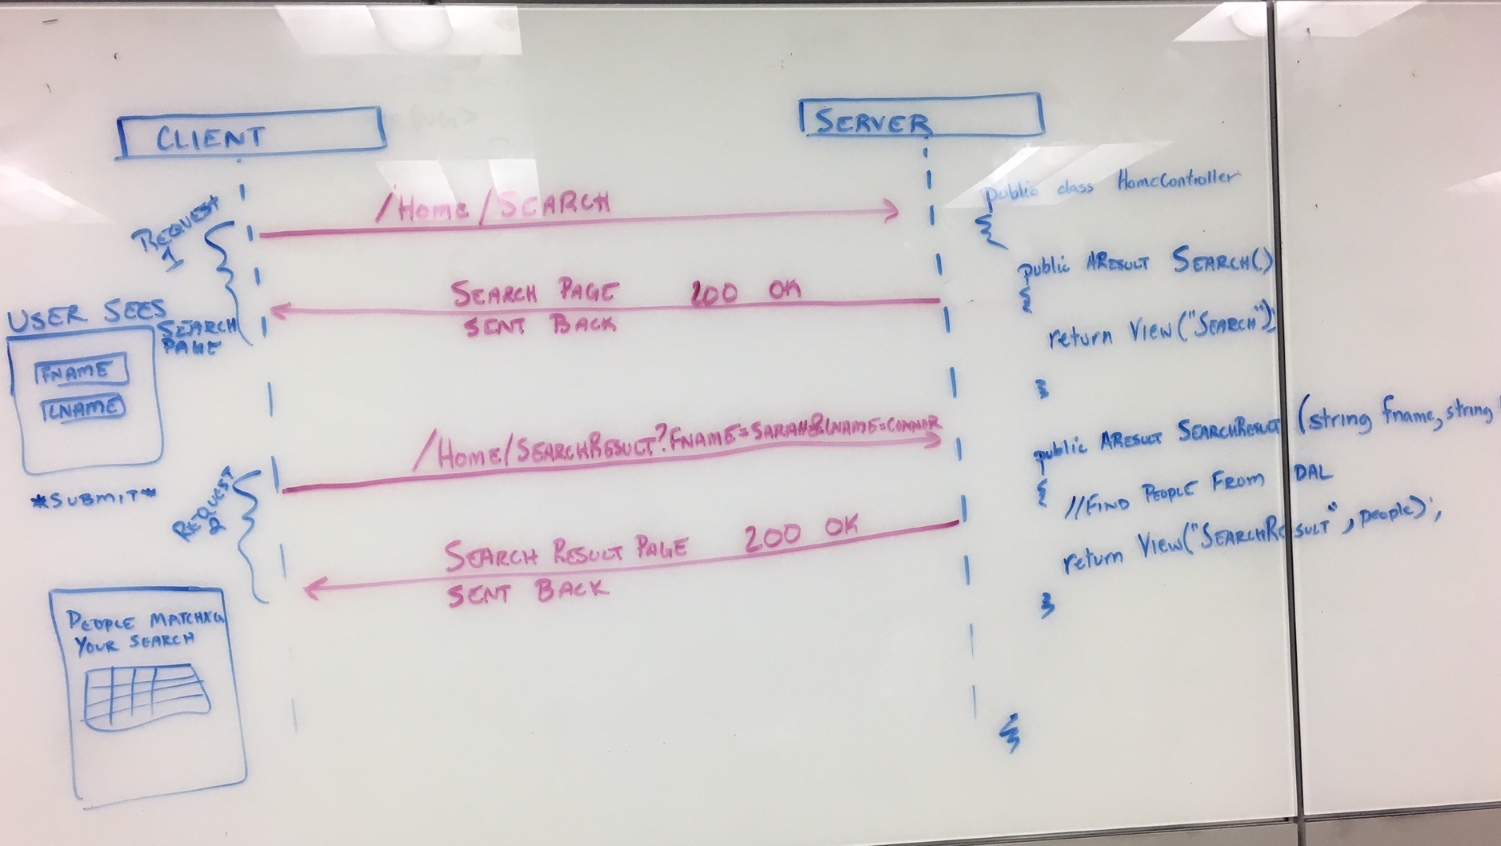 CLIENT
SERVER
REQUEST
1
/HOME/SEARCH
SEARCH PAGE 200 OK
SENT BACK
USER SEES
SEARCH
PAGE
FNAME
LNAME
*SUBMIT*
REQUEST
2
/HOME/SEARCHRESULT?FNAME=SARAH&LNAME=CONNOR
SEARCH RESULT PAGE 200 OK
SENT BACK
PEOPLE MATCHING
YOUR SEARCH
public class HomeController
{
public ARESULT SEARCH()
{
return VIEW("SEARCH")
}
public ARESULT SEARCHRESULT (string fname, string
{
//FIND PEOPLE FROM DAL
return VIEW("SEARCHRESULT", people);
}
}